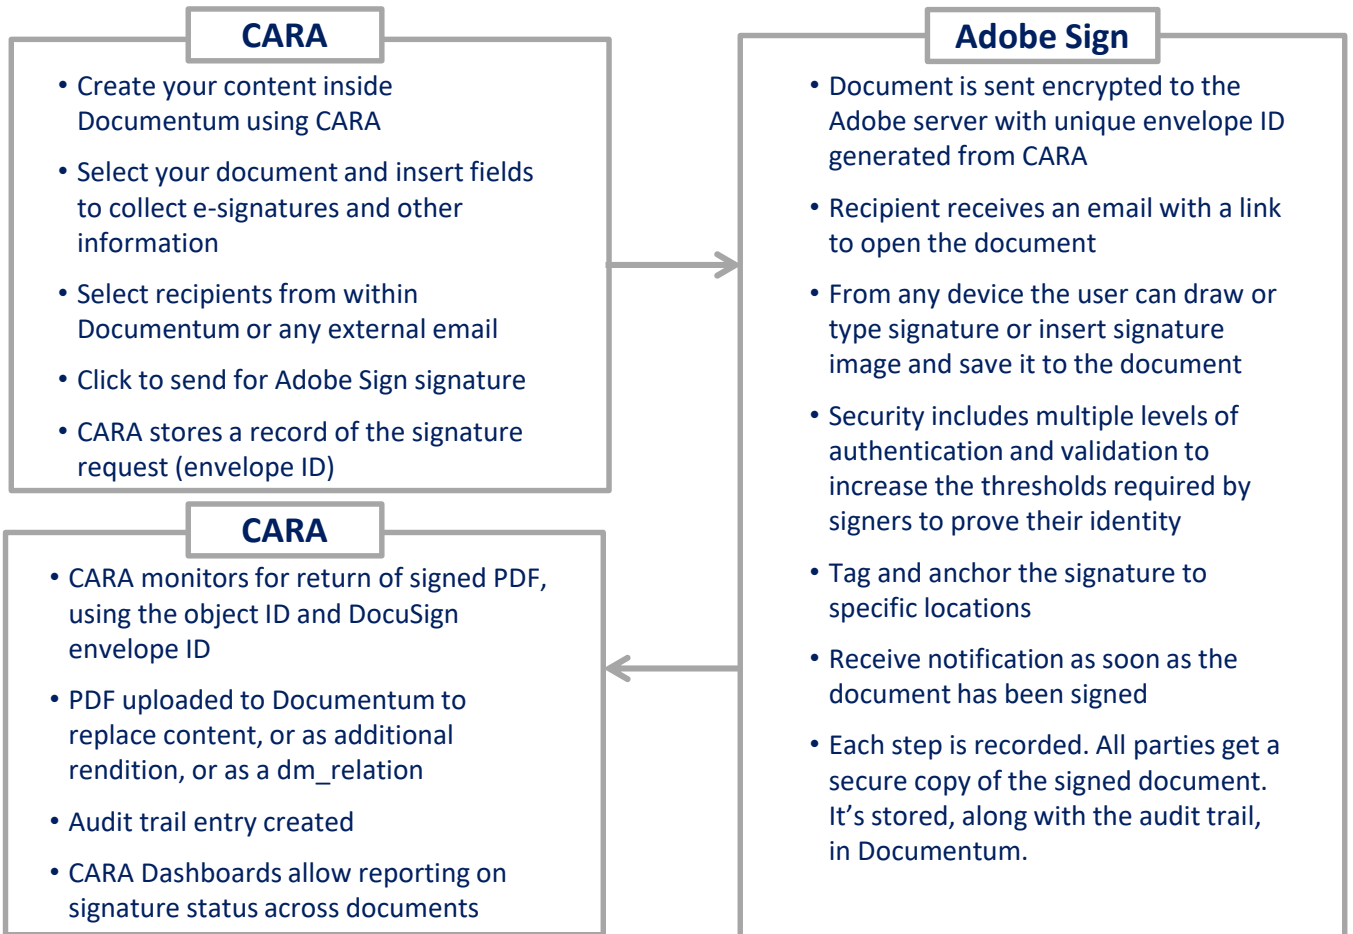 CARA
• Create your content inside
Documentum using CARA
• Select your document and insert fields
to collect e-signatures and other
information
• Select recipients from within
Documentum or any external email
• Click to send for Adobe Sign signature
• CARA stores a record of the signature
request (envelope ID)
Adobe Sign
• Document is sent encrypted to the
Adobe server with unique envelope ID
generated from CARA
• Recipient receives an email with a link
to open the document
• From any device the user can draw or
type signature or insert signature
image and save it to the document
• Security includes multiple levels of
authentication and validation to
increase the thresholds required by
signers to prove their identity
• Tag and anchor the signature to
specific locations
• Receive notification as soon as the
document has been signed
• Each step is recorded. All parties get a
secure copy of the signed document.
It’s stored, along with the audit trail,
in Documentum.
CARA
• CARA monitors for return of signed PDF,
using the object ID and DocuSign
envelope ID
• PDF uploaded to Documentum to
replace content, or as additional
rendition, or as a dm_relation
• Audit trail entry created
• CARA Dashboards allow reporting on
signature status across documents